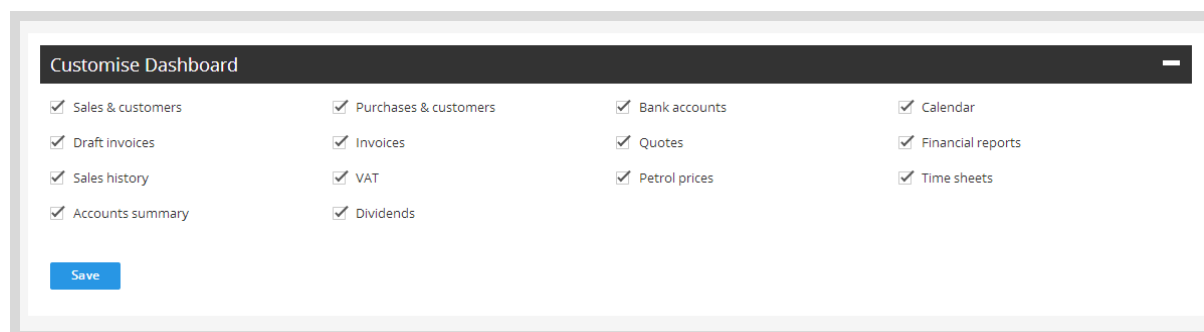 Customise Dashboard
Sales & customers
Purchases & customers
Bank accounts
Calendar
Draft invoices
Invoices
Quotes
Financial reports
Sales history
VAT
Petrol prices
Time sheets
Accounts summary
Dividends
Save